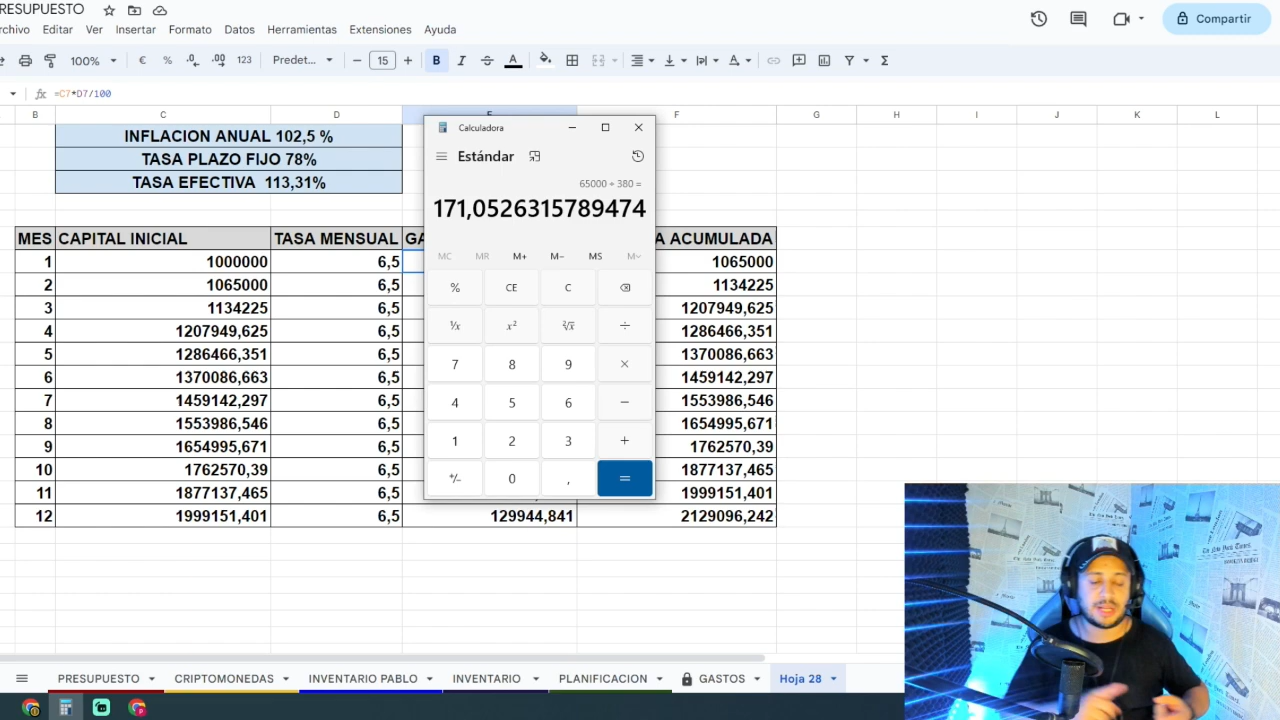 RESUPUESTO
rchivo Editar Ver Insertar Formato Datos Herramientas Extensiones Ayuda
Compartir
100% € % .0 .00 123 Predet... 15 B I A Σ
fx =C7*D7/100
B C D E F G H I J K L
INFLACION ANUAL 102,5 %
TASA PLAZO FIJO 78%
TASA EFECTIVA 113,31%
Calculadora
Estándar
65000 ÷ 380 =
171,0526315789474
MC MR M+ M− MS M˅
% CE C
¹/x x² ²√x ÷
7 8 9 ×
4 5 6 −
1 2 3 +
+/− 0 , =
MES CAPITAL INICIAL TASA MENSUAL GA A ACUMULADA
1 1000000 6,5 1065000
2 1065000 6,5 1134225
3 1134225 6,5 1207949,625
4 1207949,625 6,5 1286466,351
5 1286466,351 6,5 1370086,663
6 1370086,663 6,5 1459142,297
7 1459142,297 6,5 1553986,546
8 1553986,546 6,5 1654995,671
9 1654995,671 6,5 1762570,39
10 1762570,39 6,5 1877137,465
11 1877137,465 6,5 1999151,401
12 1999151,401 6,5 129944,841 2129096,242
PRESUPUESTO CRIPTOMONEDAS INVENTARIO PABLO INVENTARIO PLANIFICACION GASTOS Hoja 28